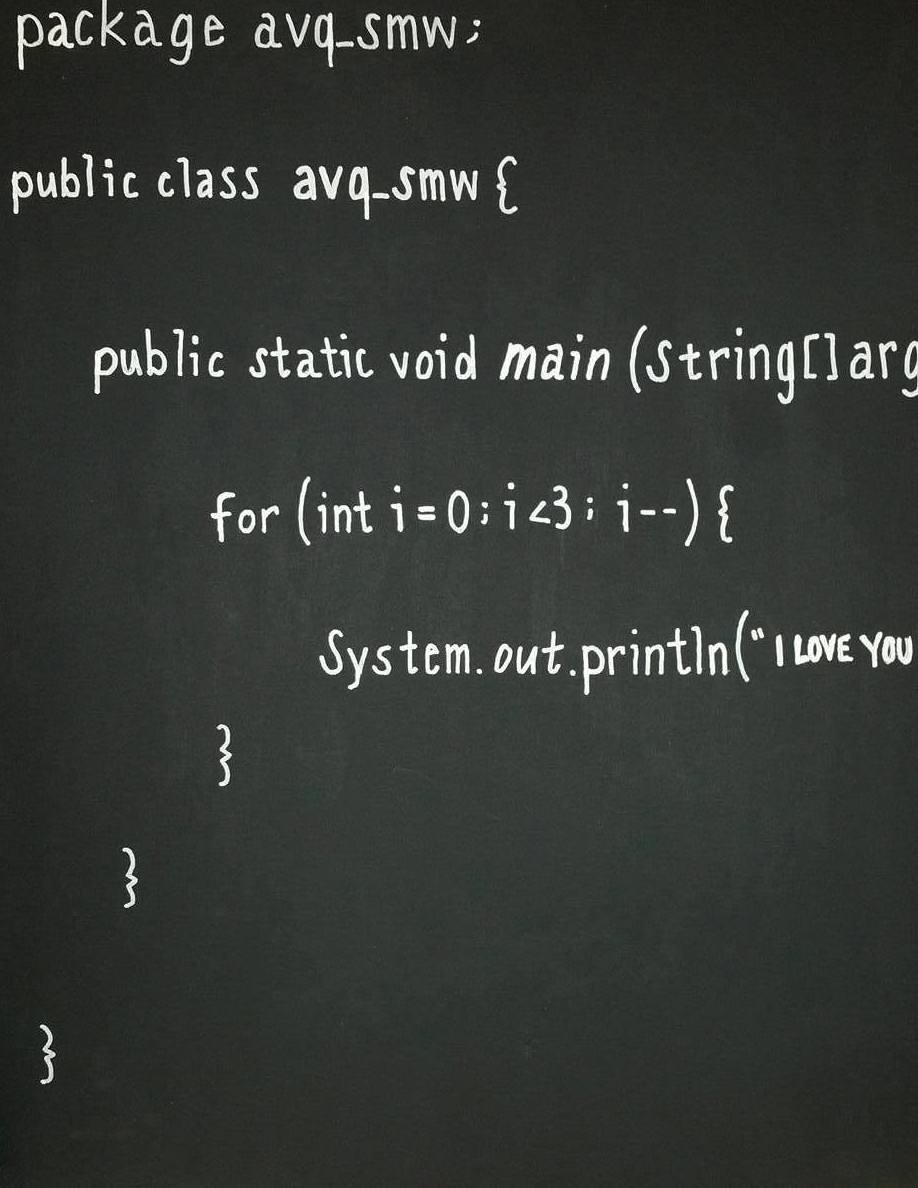 package avq_smw;
public class avq_smw {
public static void main (String[] arg
for (int i=0; i<3; i--) {
System.out.println("I LOVE YOU
}
}
}